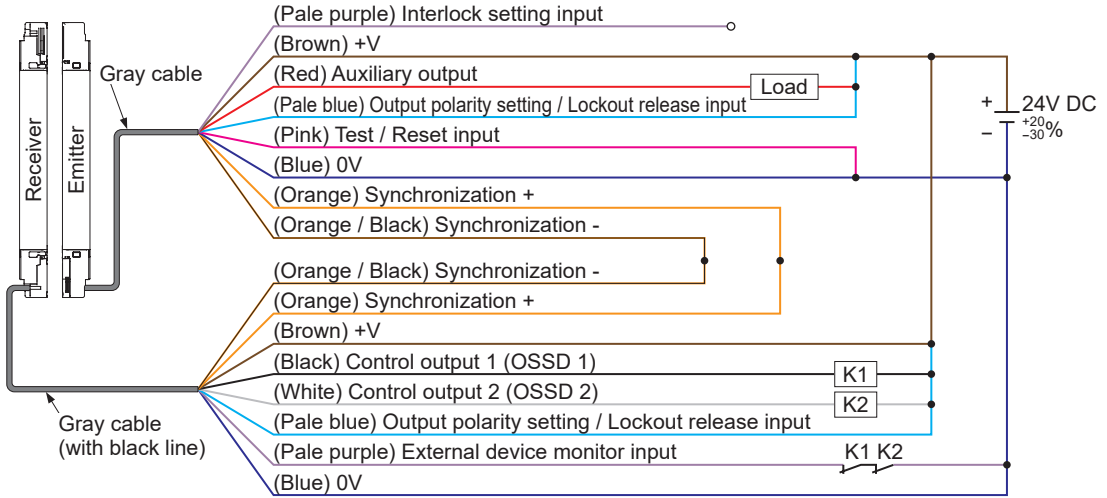 (Pale purple) Interlock setting input
(Brown) +V
(Red) Auxiliary output
Load
(Pale blue) Output polarity setting / Lockout release input
(Pink) Test / Reset input
(Blue) 0V
(Orange) Synchronization +
(Orange / Black) Synchronization -
(Orange / Black) Synchronization -
(Orange) Synchronization +
(Brown) +V
(Black) Control output 1 (OSSD 1)
K1
(White) Control output 2 (OSSD 2)
K2
(Pale blue) Output polarity setting / Lockout release input
(Pale purple) External device monitor input
K1 K2
(Blue) 0V
Gray cable
Receiver
Emitter
Gray cable
(with black line)
+
−
24V DC
+20
−30%